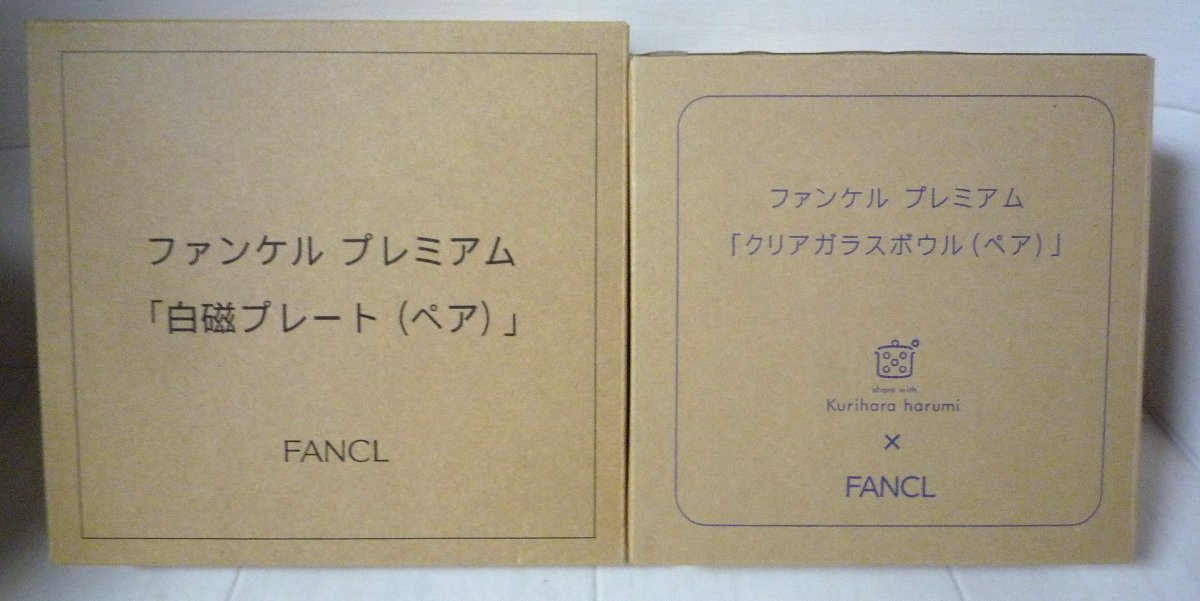 ファンケル プレミアム
「白磁プレート（ペア）」
FANCL
ファンケル プレミアム
「クリアガラスボウル（ペア）」
share with
Kurihara harumi
×
FANCL